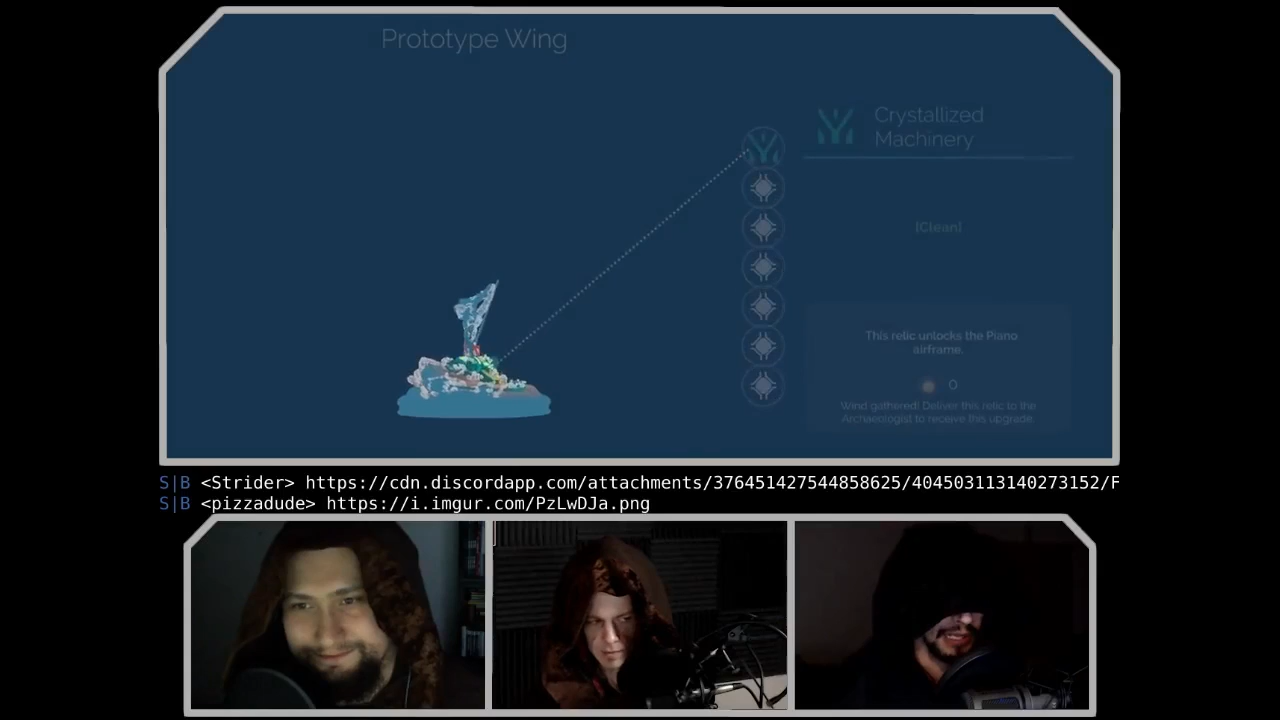 Prototype Wing
Crystallized
Machinery
[Clean]
This relic unlocks the Piano
airframe.
0
Wind gathered! Deliver this relic to the
Archaeologist to receive this upgrade.
S|B <Strider> https://cdn.discordapp.com/attachments/376451427544858625/404503113140273152/F
S|B <pizzadude> https://i.imgur.com/PzLwDJa.png